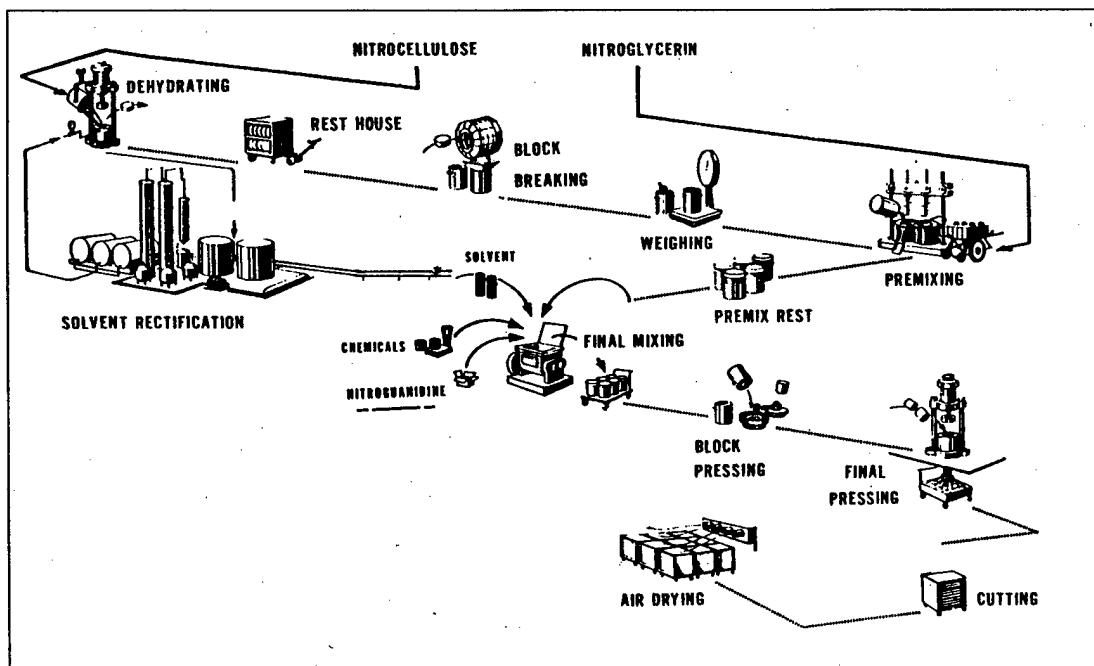 NITROCELLULOSE
NITROGLYCERIN
DEHYDRATING
REST HOUSE
BLOCK
BREAKING
WEIGHING
PREMIXING
SOLVENT
SOLVENT RECTIFICATION
PREMIX REST
CHEMICALS
FINAL MIXING
NITROGUANIDINE
BLOCK
PRESSING
FINAL
PRESSING
AIR DRYING
CUTTING